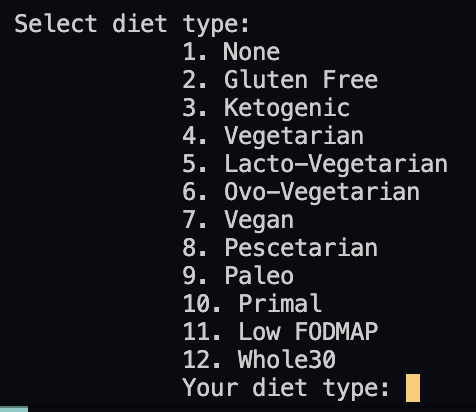 Select diet type:
1. None
2. Gluten Free
3. Ketogenic
4. Vegetarian
5. Lacto-Vegetarian
6. Ovo-Vegetarian
7. Vegan
8. Pescetarian
9. Paleo
10. Primal
11. Low FODMAP
12. Whole30
Your diet type: